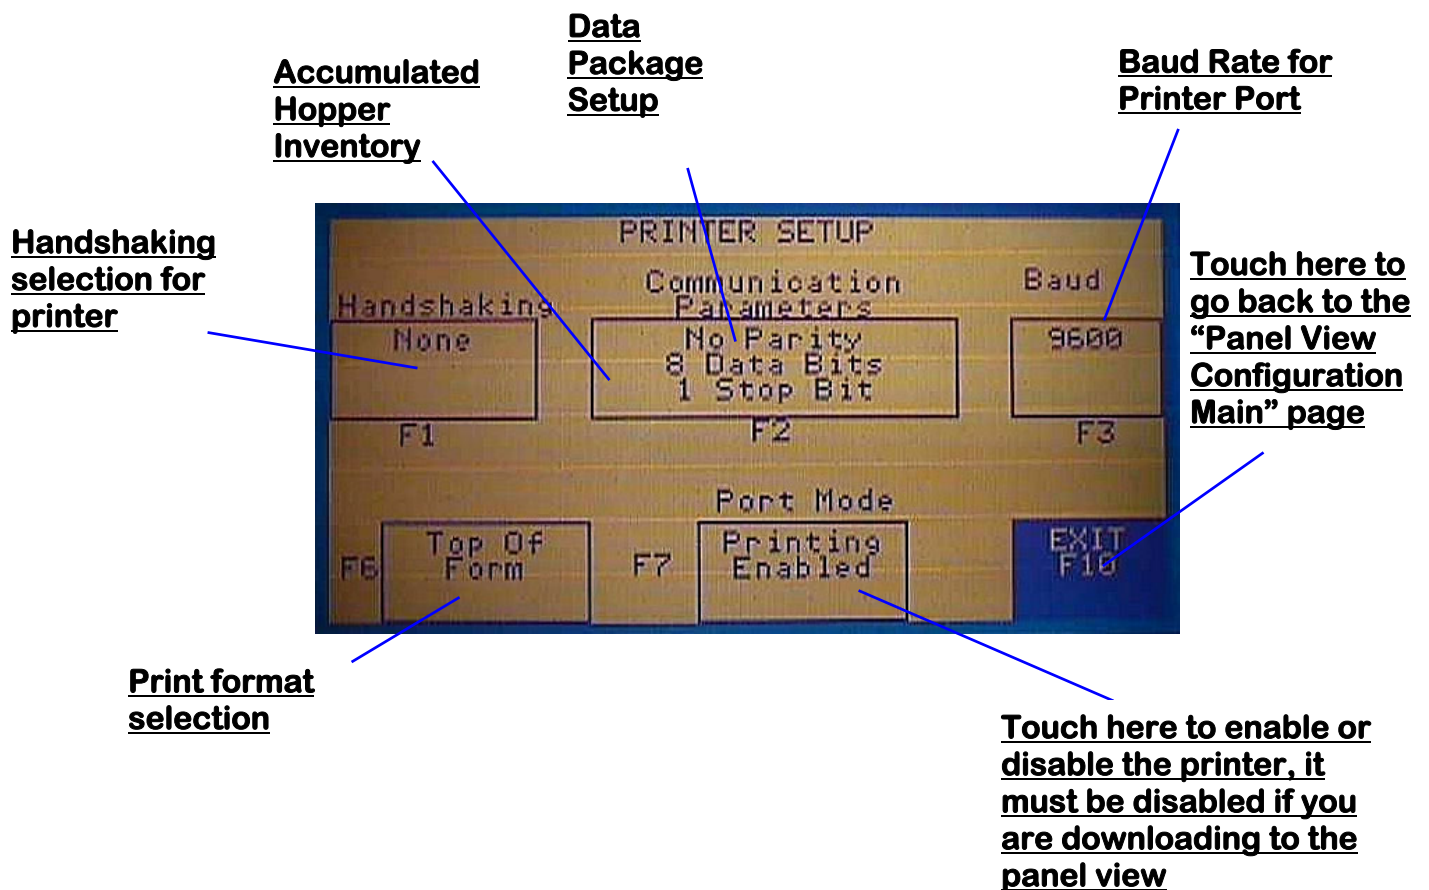 Data
Package
Setup
Accumulated
Hopper
Inventory
Baud Rate for
Printer Port
Handshaking
selection for
printer
Touch here to
go back to the
“Panel View
Configuration
Main” page
PRINTER SETUP
Communication
Parameters
Baud
Handshaking
None
No Parity
8 Data Bits
1 Stop Bit
9600
F1
F2
F3
Port Mode
F6
Top Of
Form
F7
Printing
Enabled
EXIT
F10
Print format
selection
Touch here to enable or
disable the printer, it
must be disabled if you
are downloading to the
panel view